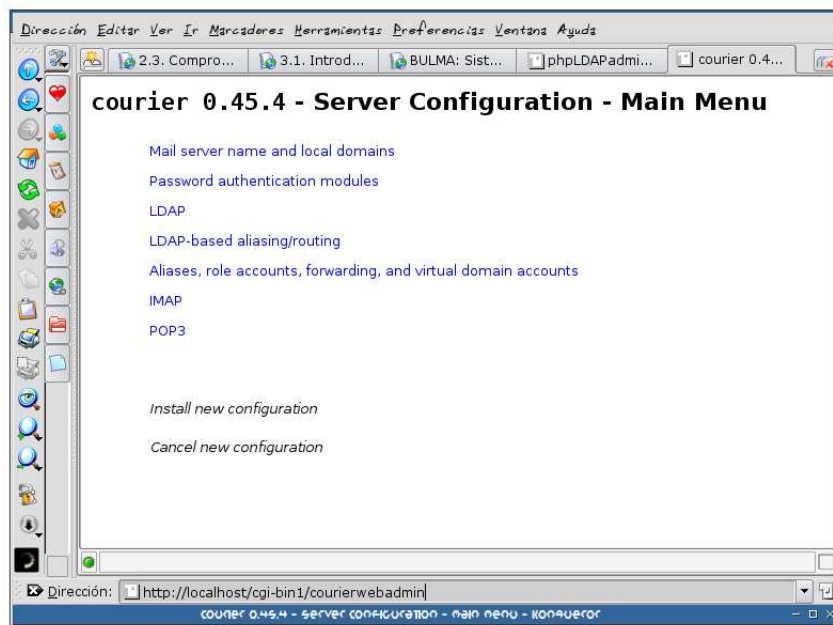 Dirección Editar Ver Ir Marcadores Herramientas Preferencias Ventana Ayuda
2.3. Compro... 3.1. Introd... BULMA: Sist... phpLDAPadmi... courier 0.4...
courier 0.45.4 - Server Configuration - Main Menu
Mail server name and local domains
Password authentication modules
LDAP
LDAP-based aliasing/routing
Aliases, role accounts, forwarding, and virtual domain accounts
IMAP
POP3
Install new configuration
Cancel new configuration
Dirección: http://localhost/cgi-bin1/courierwebadmin
courier 0.45.4 - Server Configuration - Main Menu - Konqueror